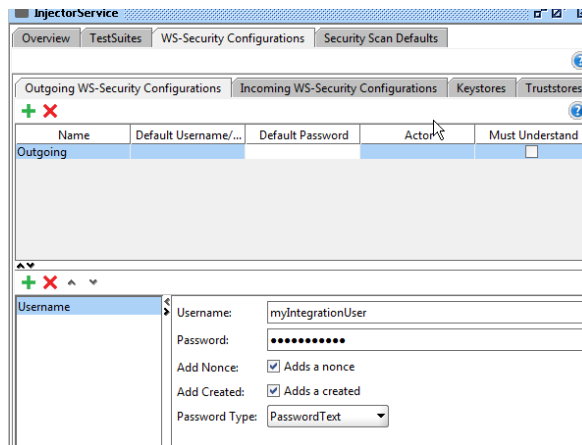 InjectorService
Overview TestSuites WS-Security Configurations Security Scan Defaults
Outgoing WS-Security Configurations Incoming WS-Security Configurations Keystores Truststores
Name Default Username/... Default Password Actor Must Understand
Outgoing
Username
Username: myIntegrationUser
Password: •••••••••••
Add Nonce: Adds a nonce
Add Created: Adds a created
Password Type: PasswordText